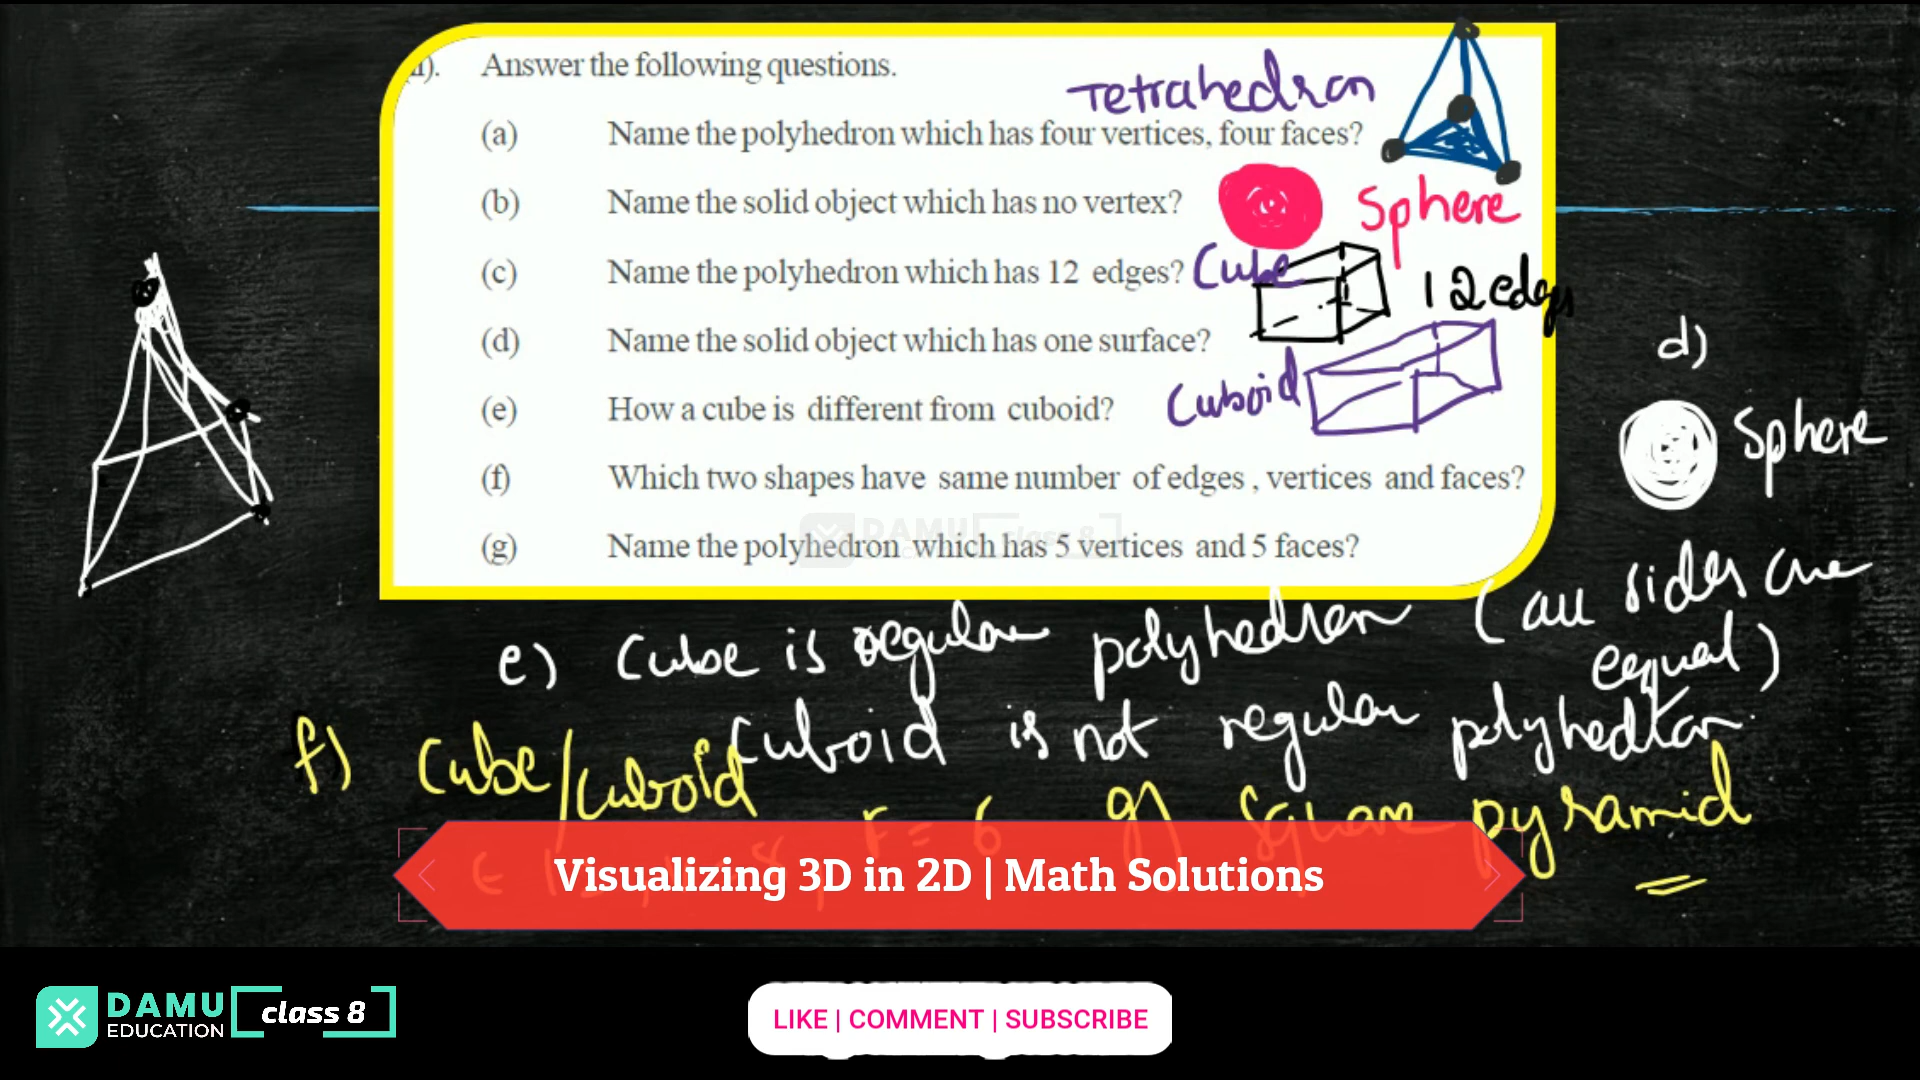 Answer the following questions.
Tetrahedron
(a) Name the polyhedron which has four vertices, four faces?
(b) Name the solid object which has no vertex?
Sphere
(c) Name the polyhedron which has 12 edges?
Cube
12 edges
(d) Name the solid object which has one surface?
d)
Cuboid
Sphere
(e) How a cube is different from cuboid?
(f) Which two shapes have same number of edges , vertices and faces?
DAMU class 8
(g) Name the polyhedron which has 5 vertices and 5 faces?
e) Cube is regular polyhedron (all sides are
equal)
Cuboid is not regular polyhedron
f) Cube/cuboid
F = 6
g) Square pyramid
Visualizing 3D in 2D | Math Solutions
DAMU
EDUCATION
class 8
LIKE | COMMENT | SUBSCRIBE